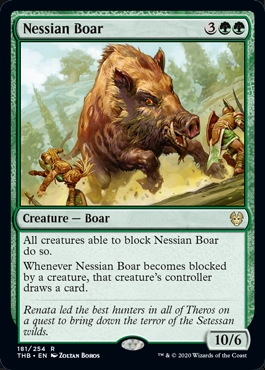 Nessian Boar 3
Creature — Boar
All creatures able to block Nessian Boar
do so.
Whenever Nessian Boar becomes blocked
by a creature, that creature's controller
draws a card.
Renata led the best hunters in all of Theros on
a quest to bring down the terror of the Setessan
wilds.
10/6
181/254 R
THB • EN Zoltan Boros
™ & © 2020 Wizards of the Coast